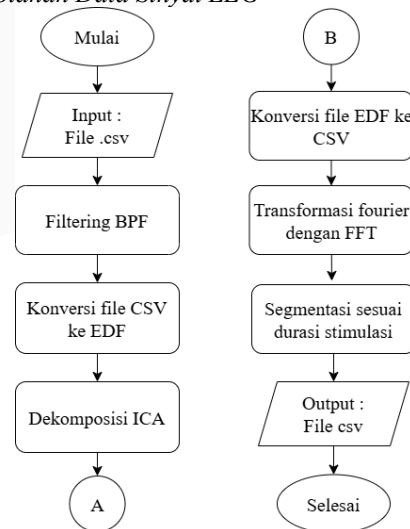 Data Sinyal EEG
Mulai
Input :
File .csv
Filtering BPF
Konversi file CSV
ke EDF
Dekomposisi ICA
A
B
Konversi file EDF ke
CSV
Transformasi fourier
dengan FFT
Segmentasi sesuai
durasi stimulasi
Output :
File csv
Selesai